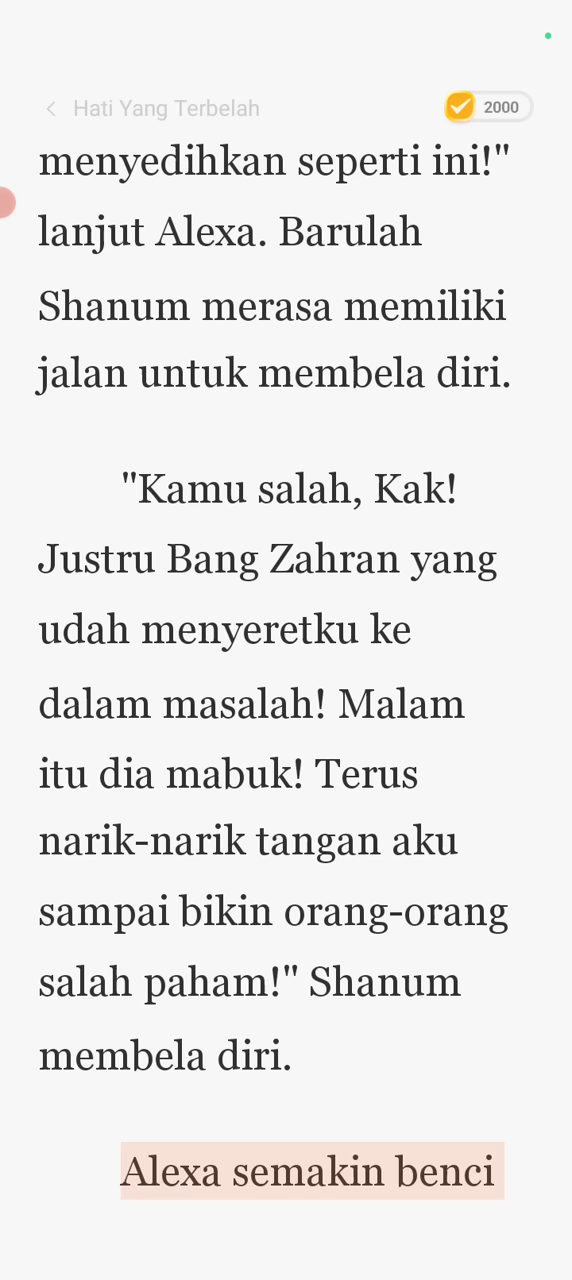 Hati Yang Terbelah
2000
menyedihkan seperti ini!"
lanjut Alexa. Barulah
Shanum merasa memiliki
jalan untuk membela diri.
"Kamu salah, Kak!
Justru Bang Zahran yang
udah menyeretku ke
dalam masalah! Malam
itu dia mabuk! Terus
narik-narik tangan aku
sampai bikin orang-orang
salah paham!" Shanum
membela diri.
Alexa semakin benci